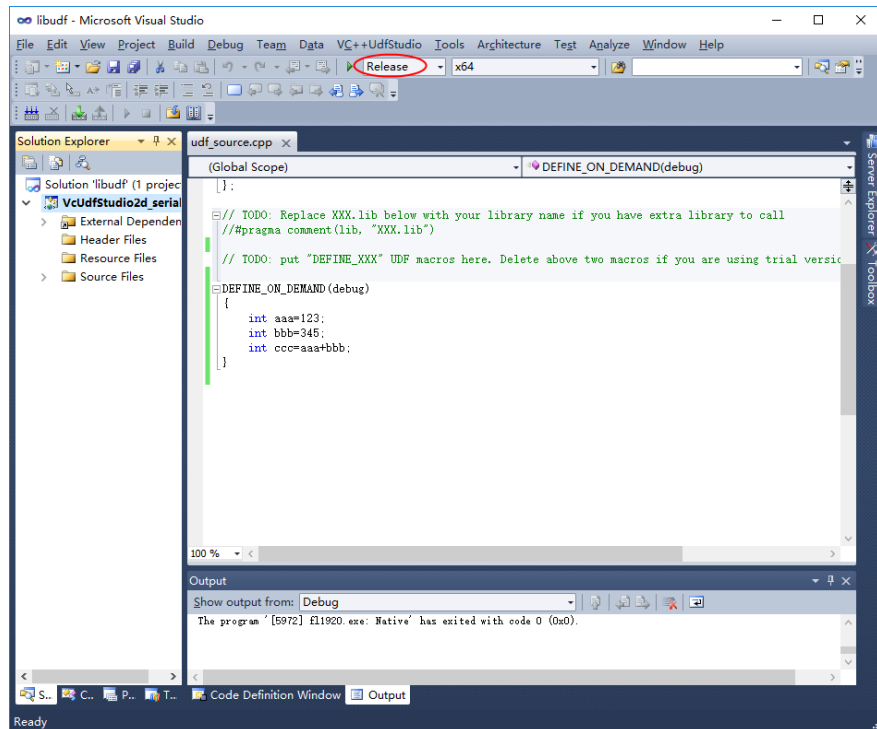 libudf - Microsoft Visual Studio
File Edit View Project Build Debug Team Data VC++UdfStudio Tools Architecture Test Analyze Window Help
Release x64
Solution Explorer
udf_source.cpp
(Global Scope) DEFINE_ON_DEMAND(debug)
Solution 'libudf' (1 projec
VcUdfStudio2d_serial
External Dependen
Header Files
Resource Files
Source Files
};
// TODO: Replace XXX.lib below with your library name if you have extra library to call
//#pragma comment(lib, "XXX.lib")
// TODO: put "DEFINE_XXX" UDF macros here. Delete above two macros if you are using trial versic
DEFINE_ON_DEMAND(debug)
{
int aaa=123;
int bbb=345;
int ccc=aaa+bbb;
}
100 %
Output
Show output from: Debug
The program '[5972] fl1920.exe: Native' has exited with code 0 (0x0).
S... C... P... T...
Code Definition Window Output
Ready
Server Explorer
Toolbox